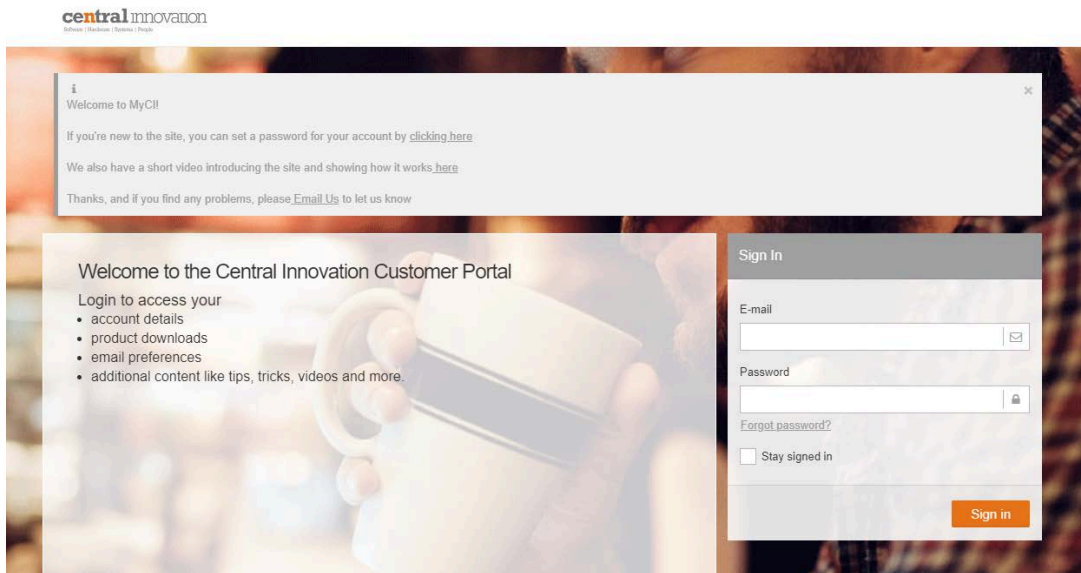 central innovation
Software | Hardware | Systems | People
Welcome to MyCI!
If you're new to the site, you can set a password for your account by clicking here
We also have a short video introducing the site and showing how it works here
Thanks, and if you find any problems, please Email Us to let us know
Welcome to the Central Innovation Customer Portal
Login to access your
• account details
• product downloads
• email preferences
• additional content like tips, tricks, videos and more.
Sign In
E-mail
Password
Forgot password?
Stay signed in
Sign in